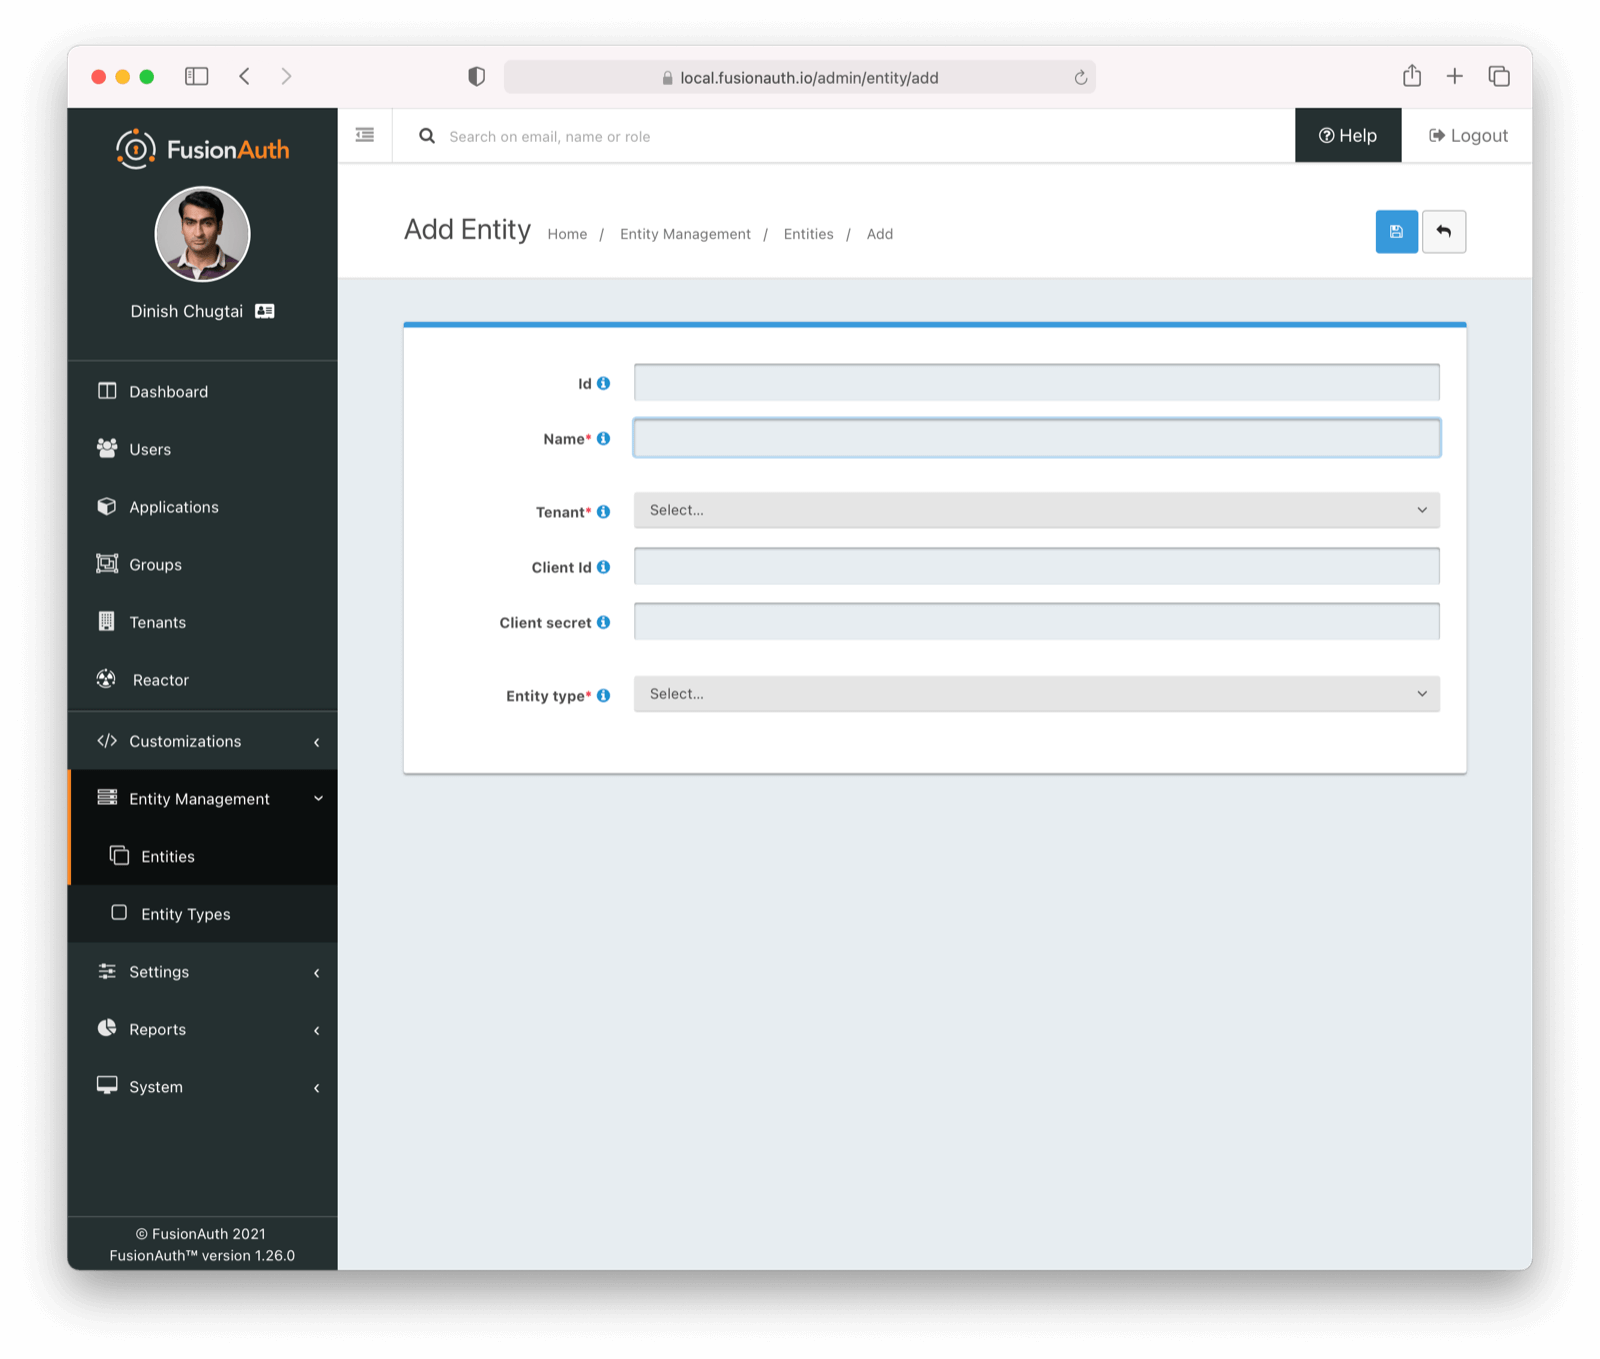 local.fusionauth.io/admin/entity/add
FusionAuth
Search on email, name or role
Help
Logout
Dinish Chugtai
Add Entity
Home / Entity Management / Entities / Add
Dashboard
Users
Applications
Groups
Tenants
Reactor
Customizations
Entity Management
Entities
Entity Types
Settings
Reports
System
© FusionAuth 2021
FusionAuth™ version 1.26.0
Id
Name*
Tenant* Select...
Client Id
Client secret
Entity type* Select...